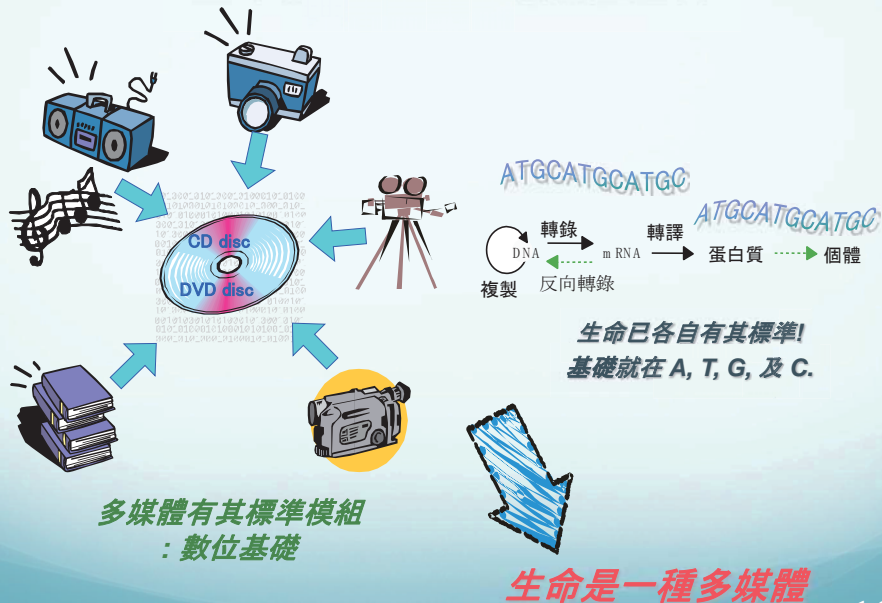 CD disc
DVD disc
多媒體有其標準模組
：數位基礎
ATGCATGCATGC
ATGCATGCATGC
轉錄
轉譯
DNA
mRNA
蛋白質
個體
複製
反向轉錄
生命已各自有其標準!
基礎就在 A, T, G, 及 C.
生命是一種多媒體